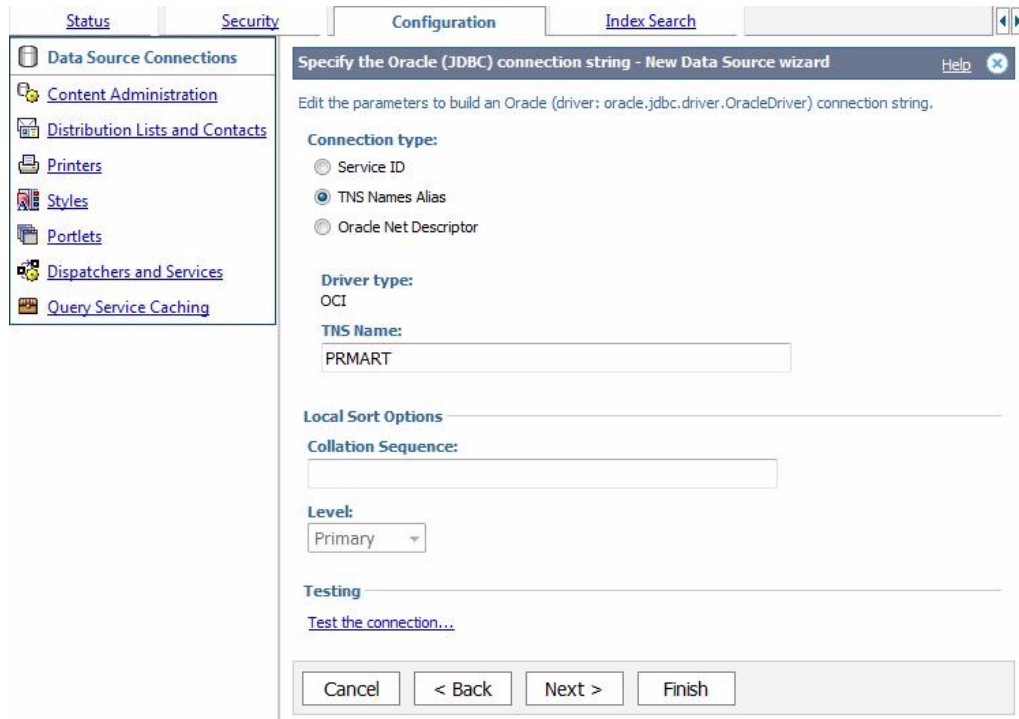 Status
Security
Configuration
Index Search
Data Source Connections
Content Administration
Distribution Lists and Contacts
Printers
Styles
Portlets
Dispatchers and Services
Query Service Caching
Specify the Oracle (JDBC) connection string - New Data Source wizard
Help
Edit the parameters to build an Oracle (driver: oracle.jdbc.driver.OracleDriver) connection string.
Connection type:
Service ID
TNS Names Alias
Oracle Net Descriptor
Driver type:
OCI
TNS Name:
PRMART
Local Sort Options
Collation Sequence:
Level:
Primary
Testing
Test the connection...
Cancel
< Back
Next >
Finish